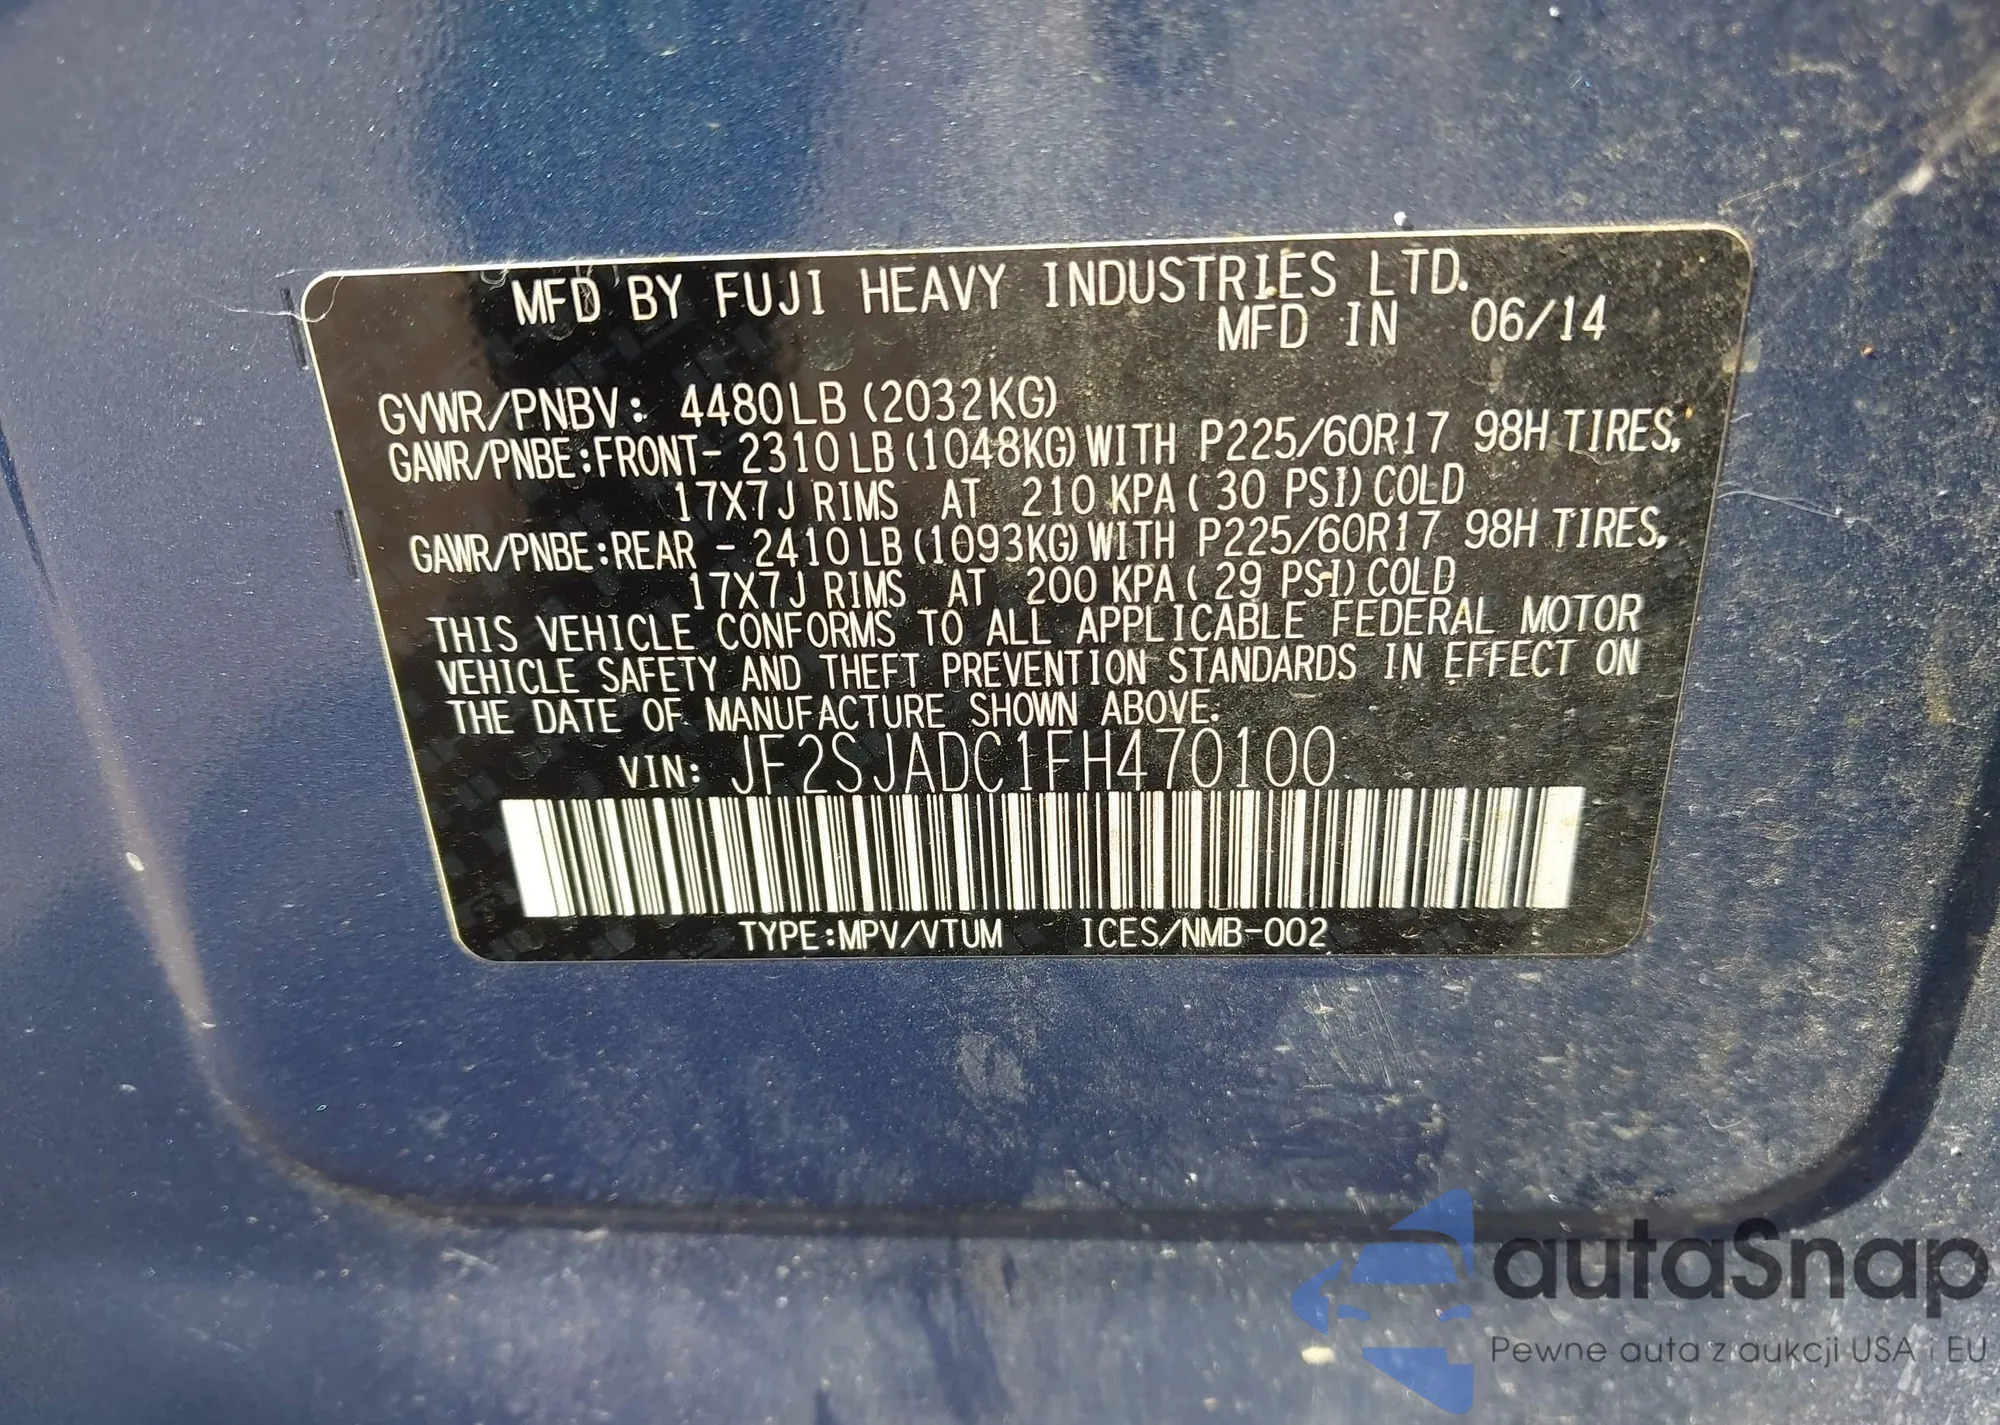 MFD BY FUJI HEAVY INDUSTRIES LTD.
MFD IN 06/14
GVWR/PNBV: 4480LB (2032KG)
GAWR/PNBE:FRONT- 2310LB (1048KG) WITH P225/60R17 98H TIRES,
17X7J RIMS AT 210 KPA ( 30 PSI) COLD
GAWR/PNBE:REAR - 2410LB (1093KG) WITH P225/60R17 98H TIRES,
17X7J RIMS AT 200 KPA ( 29 PSI) COLD
THIS VEHICLE CONFORMS TO ALL APPLICABLE FEDERAL MOTOR
VEHICLE SAFETY AND THEFT PREVENTION STANDARDS IN EFFECT ON
THE DATE OF MANUFACTURE SHOWN ABOVE.
VIN: JF2SJADC1FH470100
TYPE:MPV/VTUM ICES/NMB-002
autaSnap
Pewne auta z aukcji USA i EU